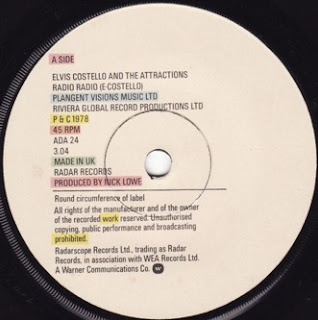 A SIDE
ELVIS COSTELLO AND THE ATTRACTIONS
RADIO RADIO (E·COSTELLO)
PLANGENT VISIONS MUSIC LTD
RIVIERA GLOBAL RECORD PRODUCTIONS LTD
P & C 1978
45 RPM
ADA 24
3.04
MADE IN UK
RADAR RECORDS
PRODUCED BY NICK LOWE
Round circumference of label
All rights of the manufacturer and of the owner
of the recorded work reserved. Unauthorised
copying, public performance and broadcasting
prohibited.
Radarscope Records Ltd., trading as Radar
Records, in association with WEA Records Ltd.
A Warner Communications Co.